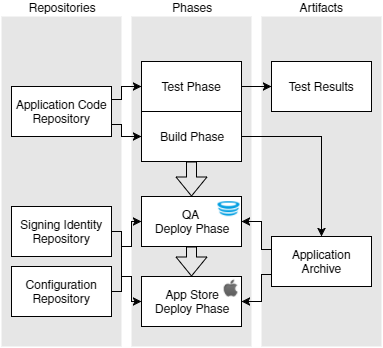 Repositories
Phases
Artifacts
Test Phase
Test Results
Application Code
Repository
Build Phase
QA
Deploy Phase
Signing Identity
Repository
Application
Archive
Configuration
Repository
App Store
Deploy Phase